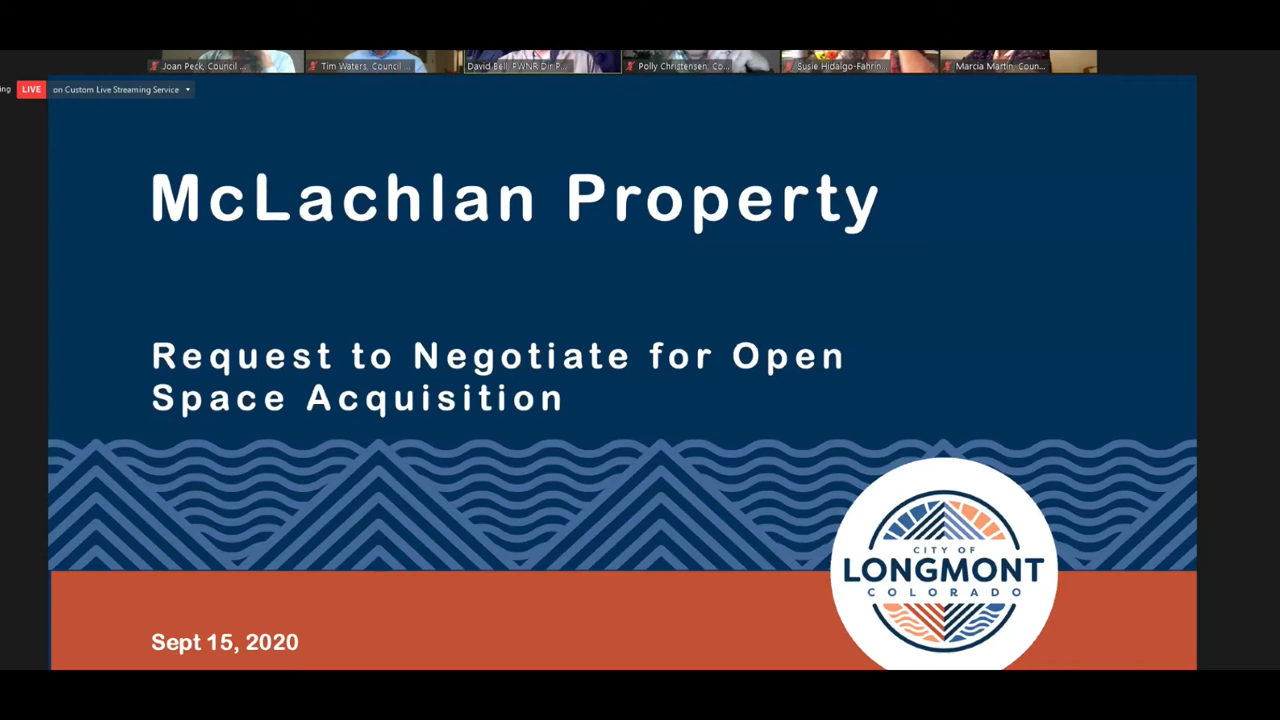 Joan Peck, Council ...
Tim Waters, Council ...
David Bell, PWNR Dir P...
Polly Christensen, Co...
Susie Hidalgo-Fahrin...
Marcia Martin, Coun...
ing
LIVE
on Custom Live Streaming Service
McLachlan Property
Request to Negotiate for Open
Space Acquisition
CITY OF
LONGMONT
COLORADO
Sept 15, 2020